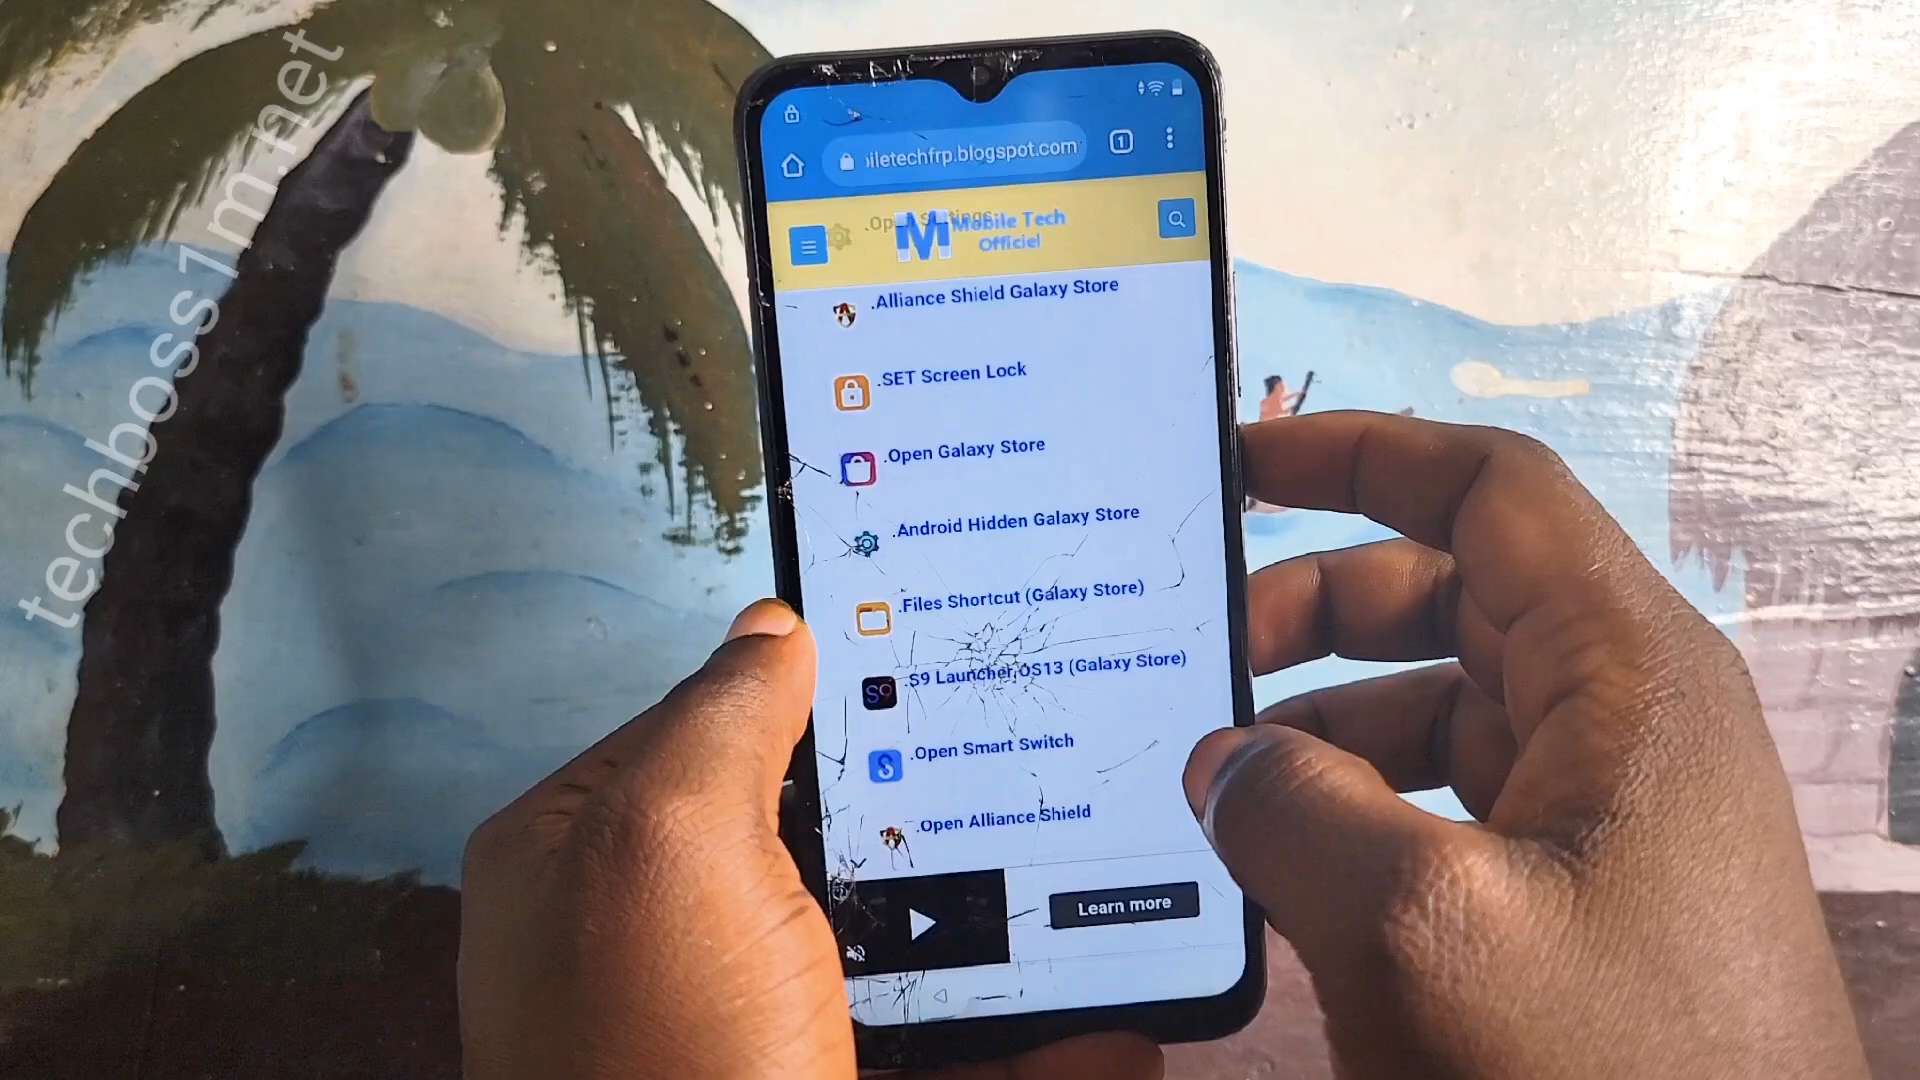 techboss1m.net
1
iletechfrp.blogspot.com
.Open Settings
M Mobile Tech
Officiel
.Alliance Shield Galaxy Store
.SET Screen Lock
.Open Galaxy Store
.Android Hidden Galaxy Store
.Files Shortcut (Galaxy Store)
.S9 Launcher OS13 (Galaxy Store)
S9
.Open Smart Switch
S
.Open Alliance Shield
Learn more